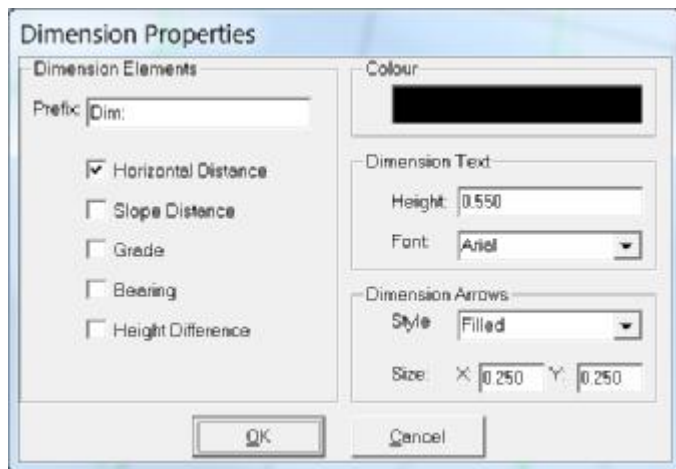 Dimension Properties
Dimension Elements
Prefix: Dim:
Horizontal Distance
Slope Distance
Grade
Bearing
Height Difference
Colour
Dimension Text
Height: 0.550
Font: Arial
Dimension Arrows
Style Filled
Size: X: 0.250 Y: 0.250
OK Cancel